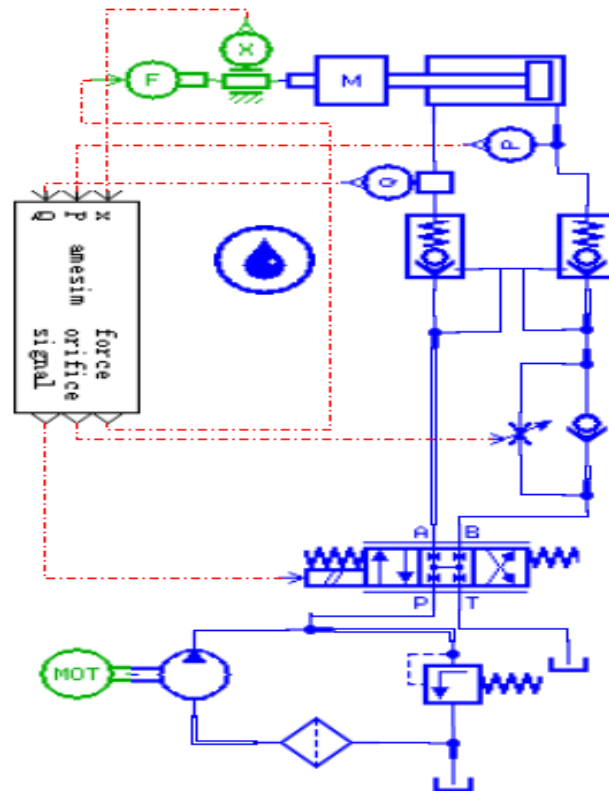 X
F
M
P
Q
x force
P amesim orifice
Q signal
A B
P T
MOT